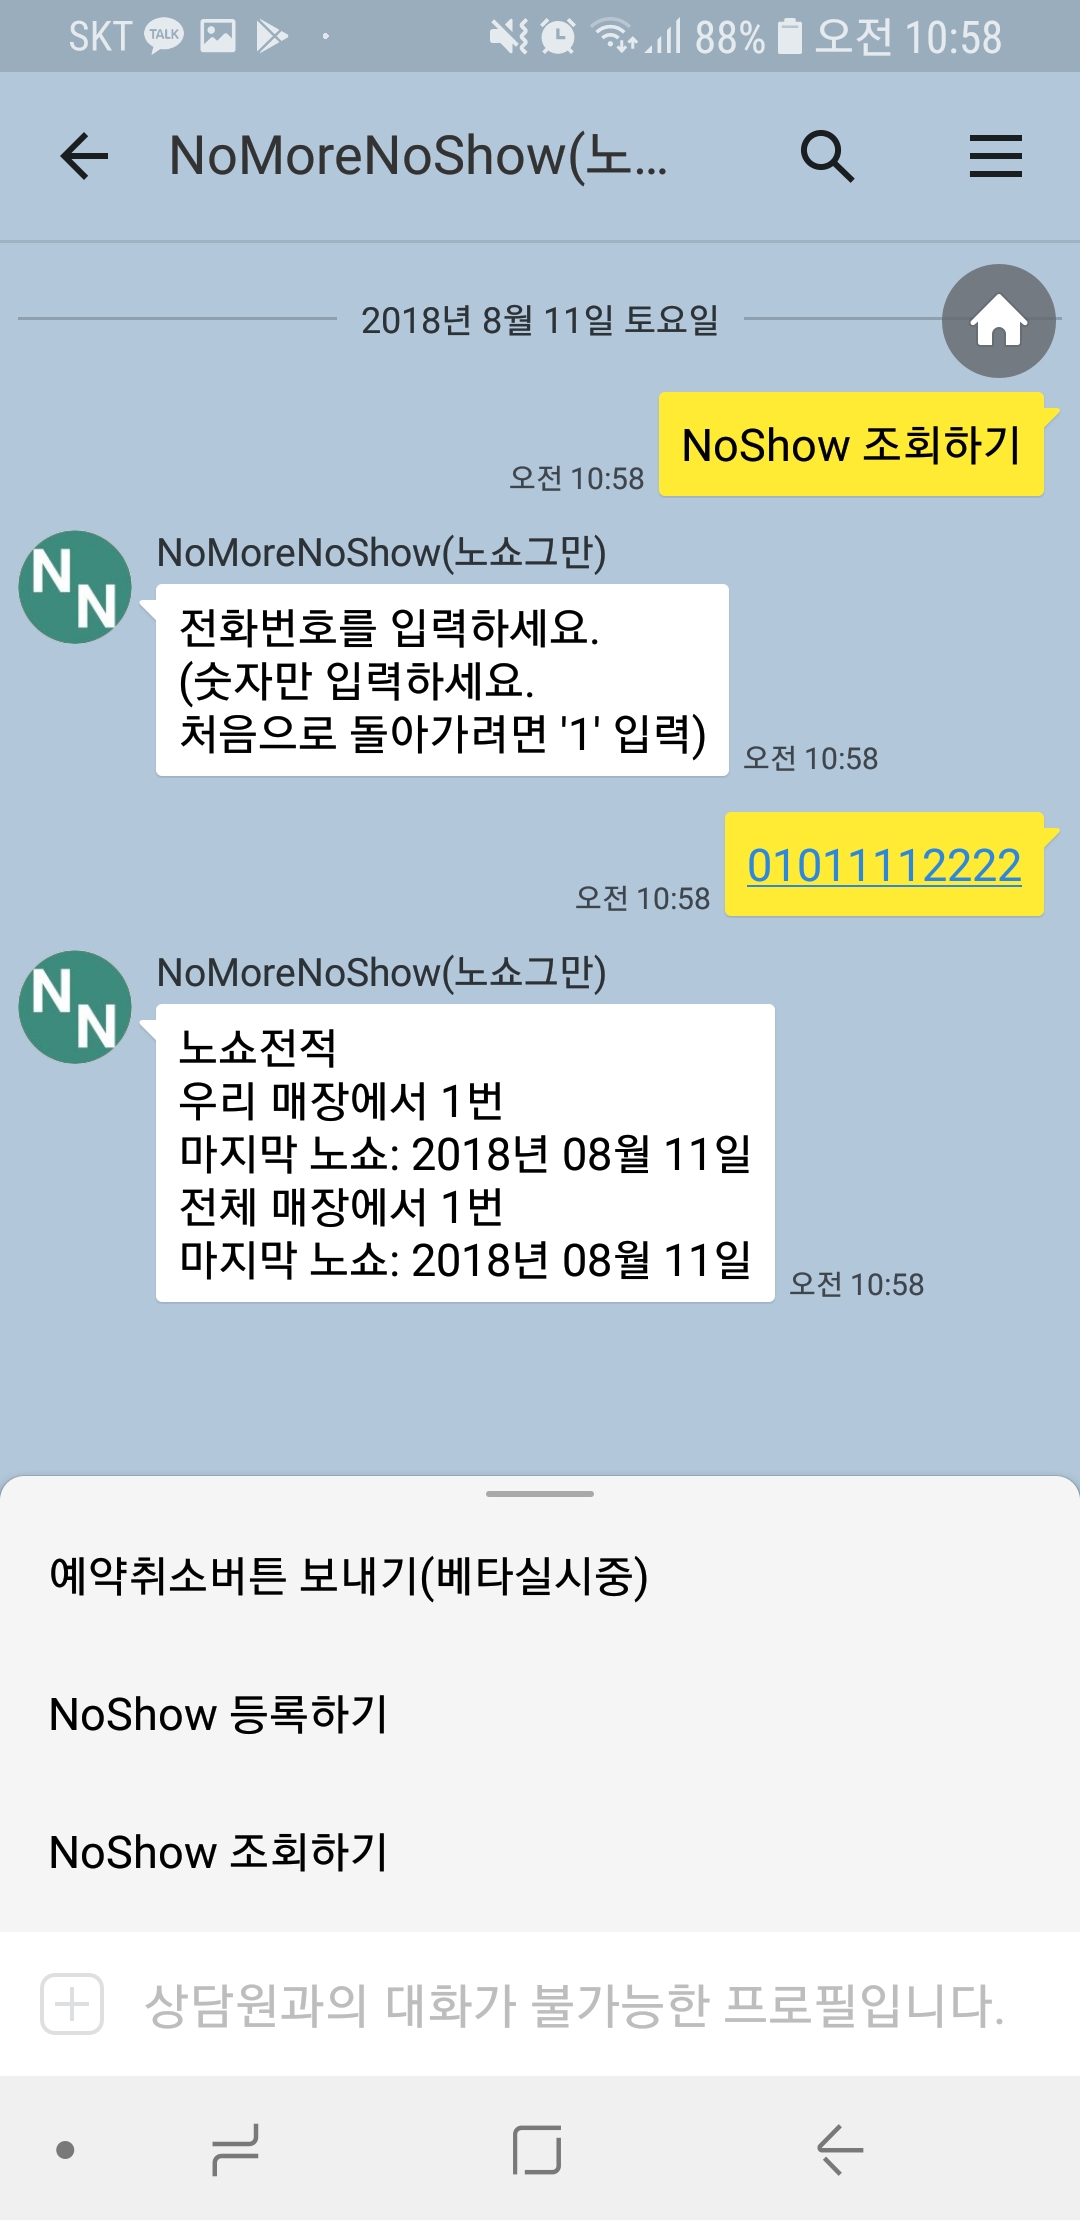 SKT TALK 88% 오전 10:58
NoMoreNoShow(노...
2018년 8월 11일 토요일
NoShow 조회하기
오전 10:58
NoMoreNoShow(노쇼그만)
NN
전화번호를 입력하세요.
(숫자만 입력하세요.
처음으로 돌아가려면 '1' 입력)
오전 10:58
01011112222
오전 10:58
NoMoreNoShow(노쇼그만)
NN
노쇼전적
우리 매장에서 1번
마지막 노쇼: 2018년 08월 11일
전체 매장에서 1번
마지막 노쇼: 2018년 08월 11일
오전 10:58
예약취소버튼 보내기(베타실시중)
NoShow 등록하기
NoShow 조회하기
상담원과의 대화가 불가능한 프로필입니다.